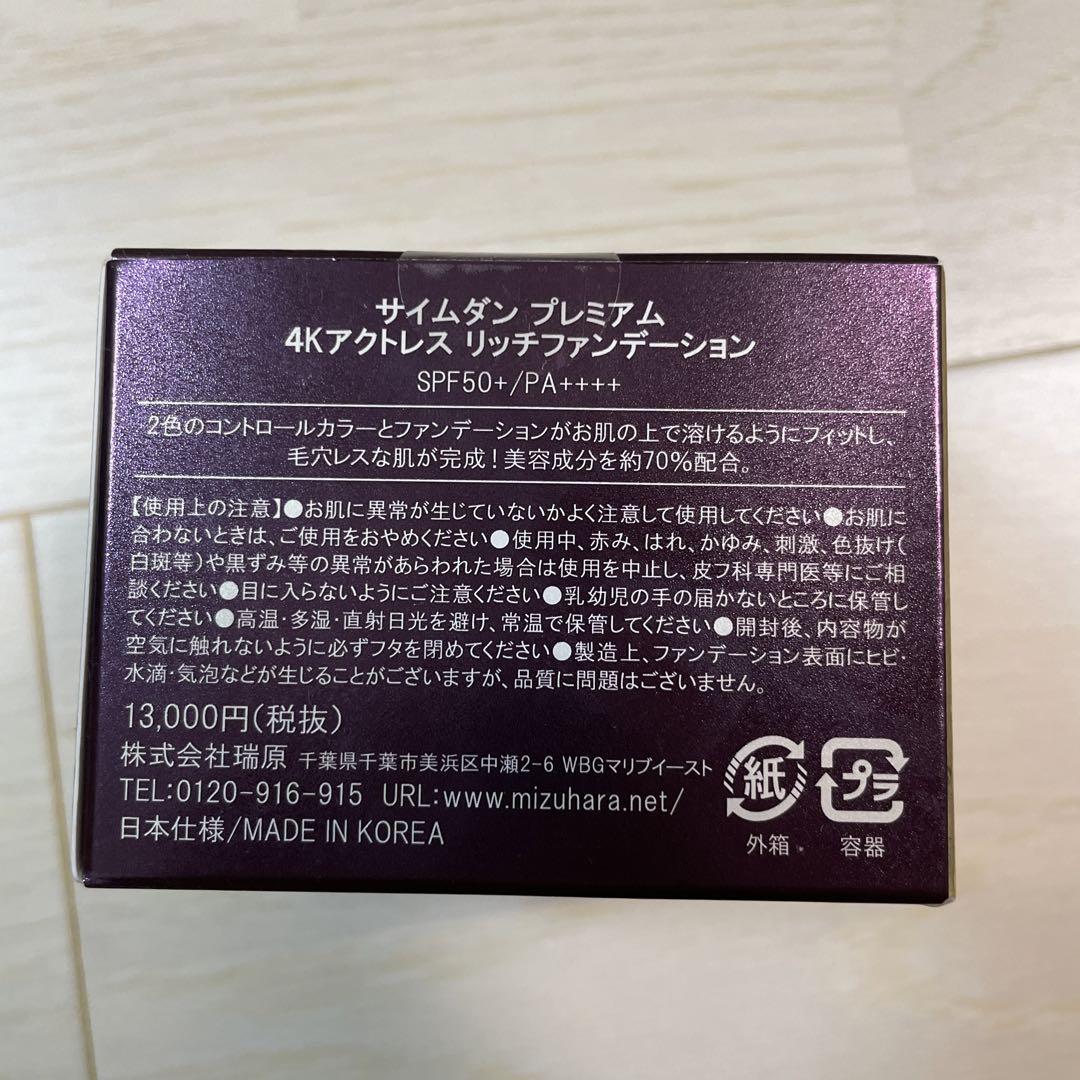 サイムダン プレミアム
4Kアクトレス リッチファンデーション
SPF50+/PA++++
2色のコントロールカラーとファンデーションがお肌の上で溶けるようにフィットし、
毛穴レスな肌が完成！美容成分を約70%配合。
【使用上の注意】●お肌に異常が生じていないかよく注意して使用してください●お肌に
合わないときは、ご使用をおやめください●使用中、赤み、はれ、かゆみ、刺激、色抜け（
白斑等）や黒ずみ等の異常があらわれた場合は使用を中止し、皮フ科専門医等にご相
談ください●目に入らないようにご注意ください●乳幼児の手の届かないところに保管し
てください●高温・多湿・直射日光を避け、常温で保管してください●開封後、内容物が
空気に触れないように必ずフタを閉めてください●製造上、ファンデーション表面にヒビ・
水滴・気泡などが生じることがございますが、品質に問題はございません。
13,000円（税抜）
株式会社瑞原 千葉県千葉市美浜区中瀬2-6 WBGマリブイースト
TEL:0120-916-915 URL:www.mizuhara.net/
日本仕様/MADE IN KOREA
紙
外箱
プラ
容器